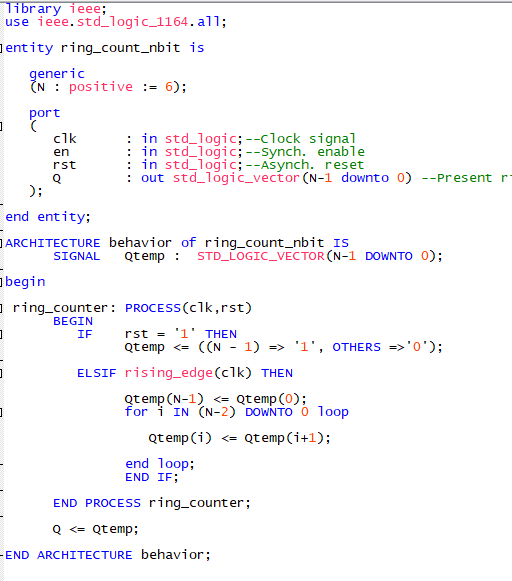 library ieee;
use ieee.std_logic_1164.all;
entity ring_count_nbit is
generic
(N : positive := 6);
port
(
clk : in std_logic;--Clock signal
en : in std_logic;--Synch. enable
rst : in std_logic;--Asynch. reset
Q : out std_logic_vector(N-1 downto 0) --Present
);
end entity;
ARCHITECTURE behavior of ring_count_nbit IS
SIGNAL Qtemp : STD_LOGIC_VECTOR(N-1 DOWNTO 0);
begin
ring_counter: PROCESS(clk,rst)
BEGIN
IF rst = '1' THEN
Qtemp <= ((N - 1) => '1', OTHERS =>'0');
ELSIF rising_edge(clk) THEN
Qtemp(N-1) <= Qtemp(0);
for i IN (N-2) DOWNTO 0 loop
Qtemp(i) <= Qtemp(i+1);
end loop;
END IF;
END PROCESS ring_counter;
Q <= Qtemp;
END ARCHITECTURE behavior;